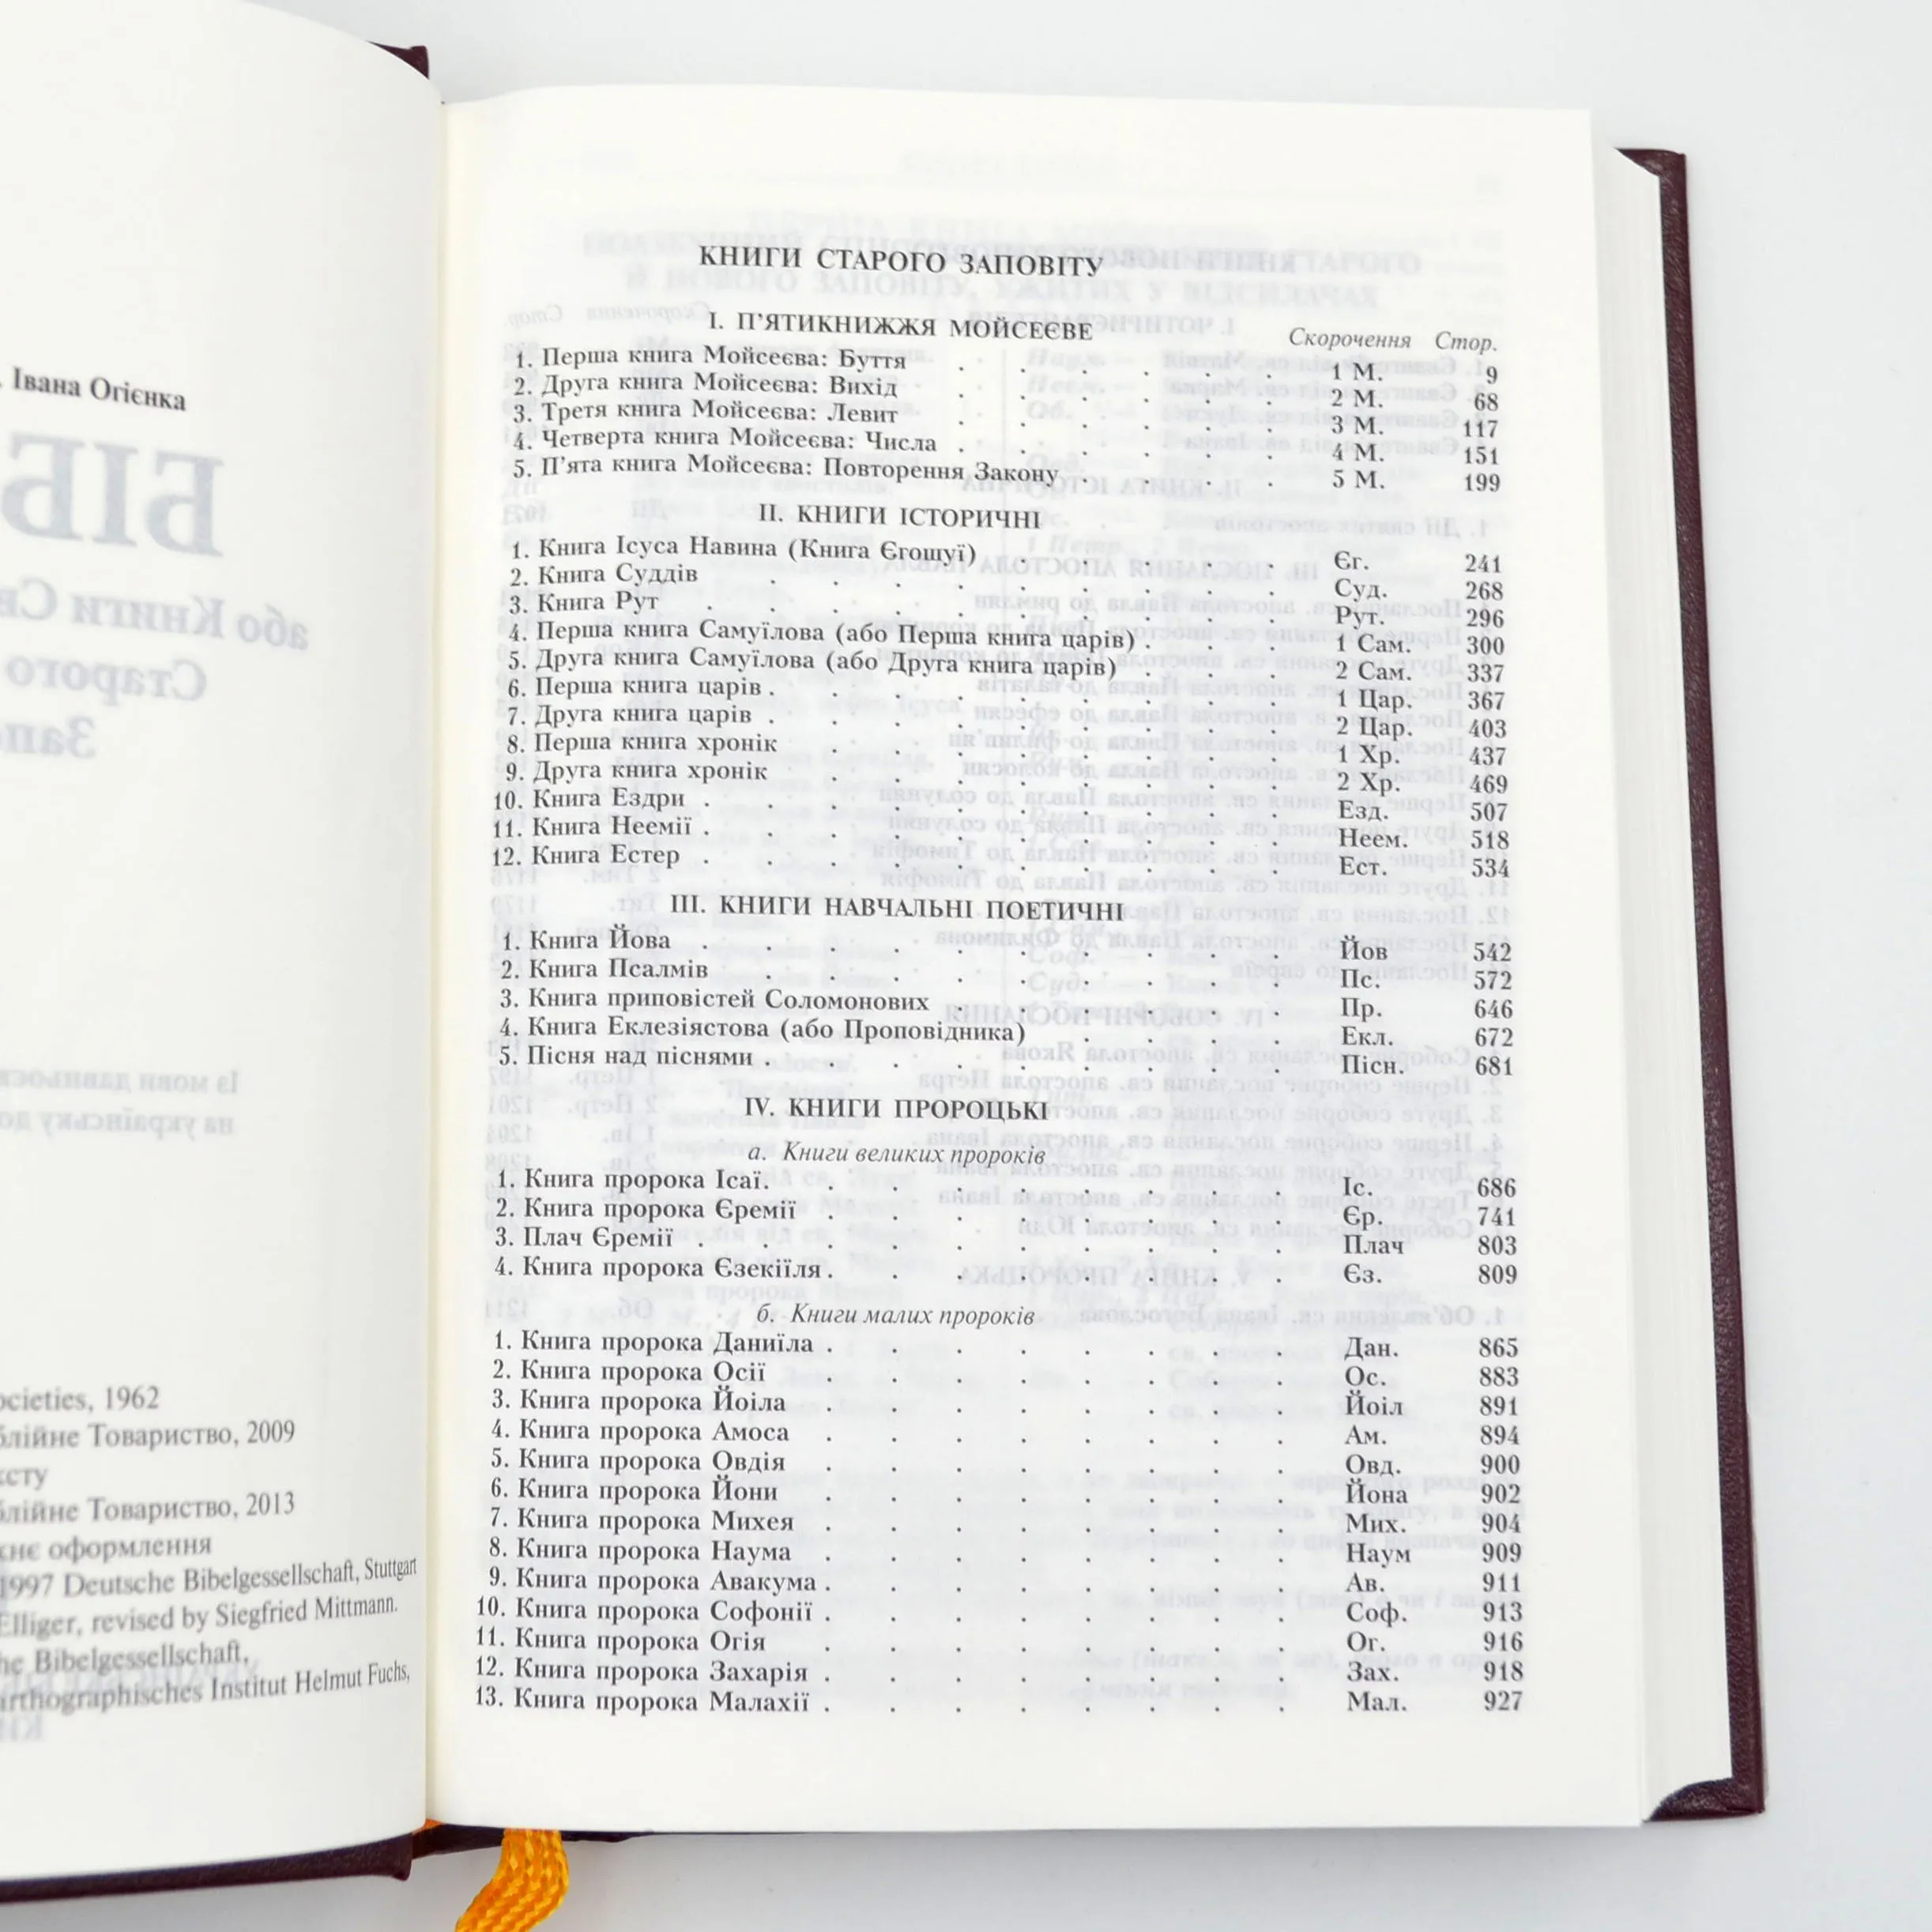 Івана Огієнка
ocieties, 1962
Товариство, 2009
Товариство, 2013
оформлення
1997 Deutsche Bibelgessellschaft, Stuttgart
Elliger, revised by Siegfried Mittmann.
Bibelgessellschaft,
Institut Helmut Fuchs,
КНИГИ СТАРОГО ЗАПОВІТУ
І. П'ЯТИКНИЖЖЯ МОЙСЕЄВЕ Скорочення Стор.
1. Перша книга Мойсеєва: Буття . . . . . . 1 М. 9
2. Друга книга Мойсеєва: Вихід . . . . . . 2 М. 68
3. Третя книга Мойсеєва: Левит . . . . . . 3 М. 117
4. Четверта книга Мойсеєва: Числа . . . . . . 4 М. 151
5. П'ята книга Мойсеєва: Повторення Закону . . . . 5 М. 199
ІІ. КНИГИ ІСТОРИЧНІ
1. Книга Ісуса Навина (Книга Єгошуї) . . . . . Єг. 241
2. Книга Суддів . . . . . . . . . Суд. 268
3. Книга Рут . . . . . . . . . . Рут. 296
4. Перша книга Самуїлова (або Перша книга царів) . . . 1 Сам. 300
5. Друга книга Самуїлова (або Друга книга царів) . . . 2 Сам. 337
6. Перша книга царів . . . . . . . . . 1 Цар. 367
7. Друга книга царів . . . . . . . . . 2 Цар. 403
8. Перша книга хронік . . . . . . . . 1 Хр. 437
9. Друга книга хронік . . . . . . . . 2 Хр. 469
10. Книга Ездри . . . . . . . . . . Езд. 507
11. Книга Неемії . . . . . . . . . . Неем. 518
12. Книга Естер . . . . . . . . . . Ест. 534
ІІІ. КНИГИ НАВЧАЛЬНІ ПОЕТИЧНІ
1. Книга Йова . . . . . . . . . . Йов 542
2. Книга Псалмів . . . . . . . . . Пс. 572
3. Книга приповістей Соломонових . . . . . . Пр. 646
4. Книга Еклезіястова (або Проповідника) . . . . Екл. 672
5. Пісня над піснями . . . . . . . . . Пісн. 681
IV. КНИГИ ПРОРОЦЬКІ
а. Книги великих пророків
1. Книга пророка Ісаї. . . . . . . . . Іс. 686
2. Книга пророка Єремії . . . . . . . . Єр. 741
3. Плач Єремії . . . . . . . . . . Плач 803
4. Книга пророка Єзекіїля . . . . . . . . Єз. 809
б. Книги малих пророків
1. Книга пророка Даниїла . . . . . . . . Дан. 865
2. Книга пророка Осії . . . . . . . . Ос. 883
3. Книга пророка Йоіла . . . . . . . . Йоіл 891
4. Книга пророка Амоса . . . . . . . . Ам. 894
5. Книга пророка Овдія . . . . . . . . Овд. 900
6. Книга пророка Йони . . . . . . . . Йона 902
7. Книга пророка Михея . . . . . . . . Мих. 904
8. Книга пророка Наума . . . . . . . . Наум 909
9. Книга пророка Авакума . . . . . . . . Ав. 911
10. Книга пророка Софонії . . . . . . . . Соф. 913
11. Книга пророка Огія . . . . . . . . Ог. 916
12. Книга пророка Захарія . . . . . . . . Зах. 918
13. Книга пророка Малахії . . . . . . . . Мал. 927